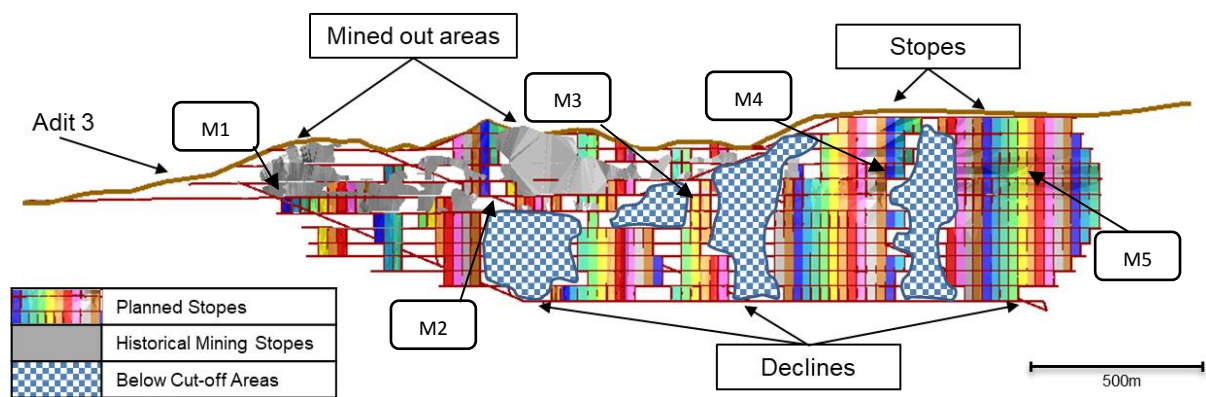 Mined out areas
Stopes
Adit 3
M1
M3
M4
M2
M5
Declines
Planned Stopes
Historical Mining Stopes
Below Cut-off Areas
500m